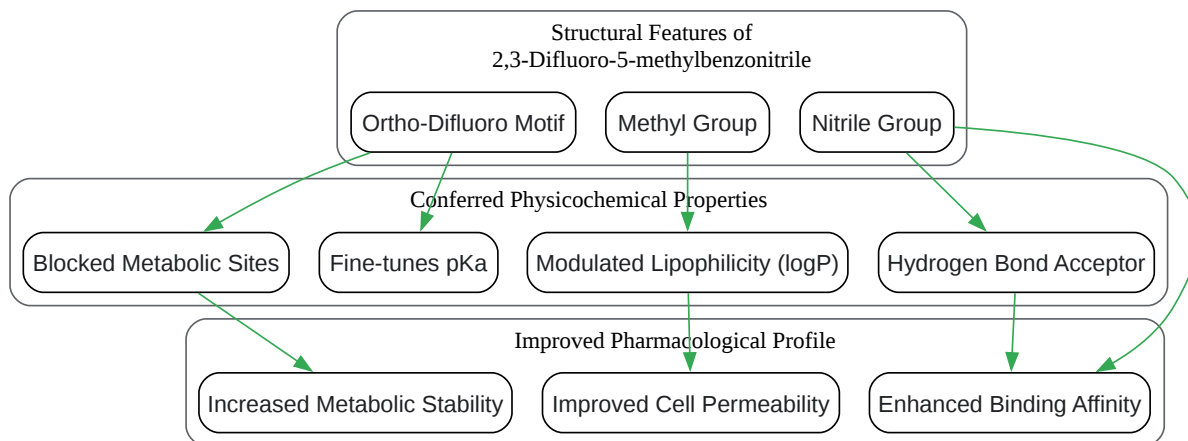 Structural Features of
2,3-Difluoro-5-methylbenzonitrile
Ortho-Difluoro Motif
Methyl Group
Nitrile Group
Conferred Physicochemical Properties
Blocked Metabolic Sites
Fine-tunes pKa
Modulated Lipophilicity (logP)
Hydrogen Bond Acceptor
Improved Pharmacological Profile
Increased Metabolic Stability
Improved Cell Permeability
Enhanced Binding Affinity